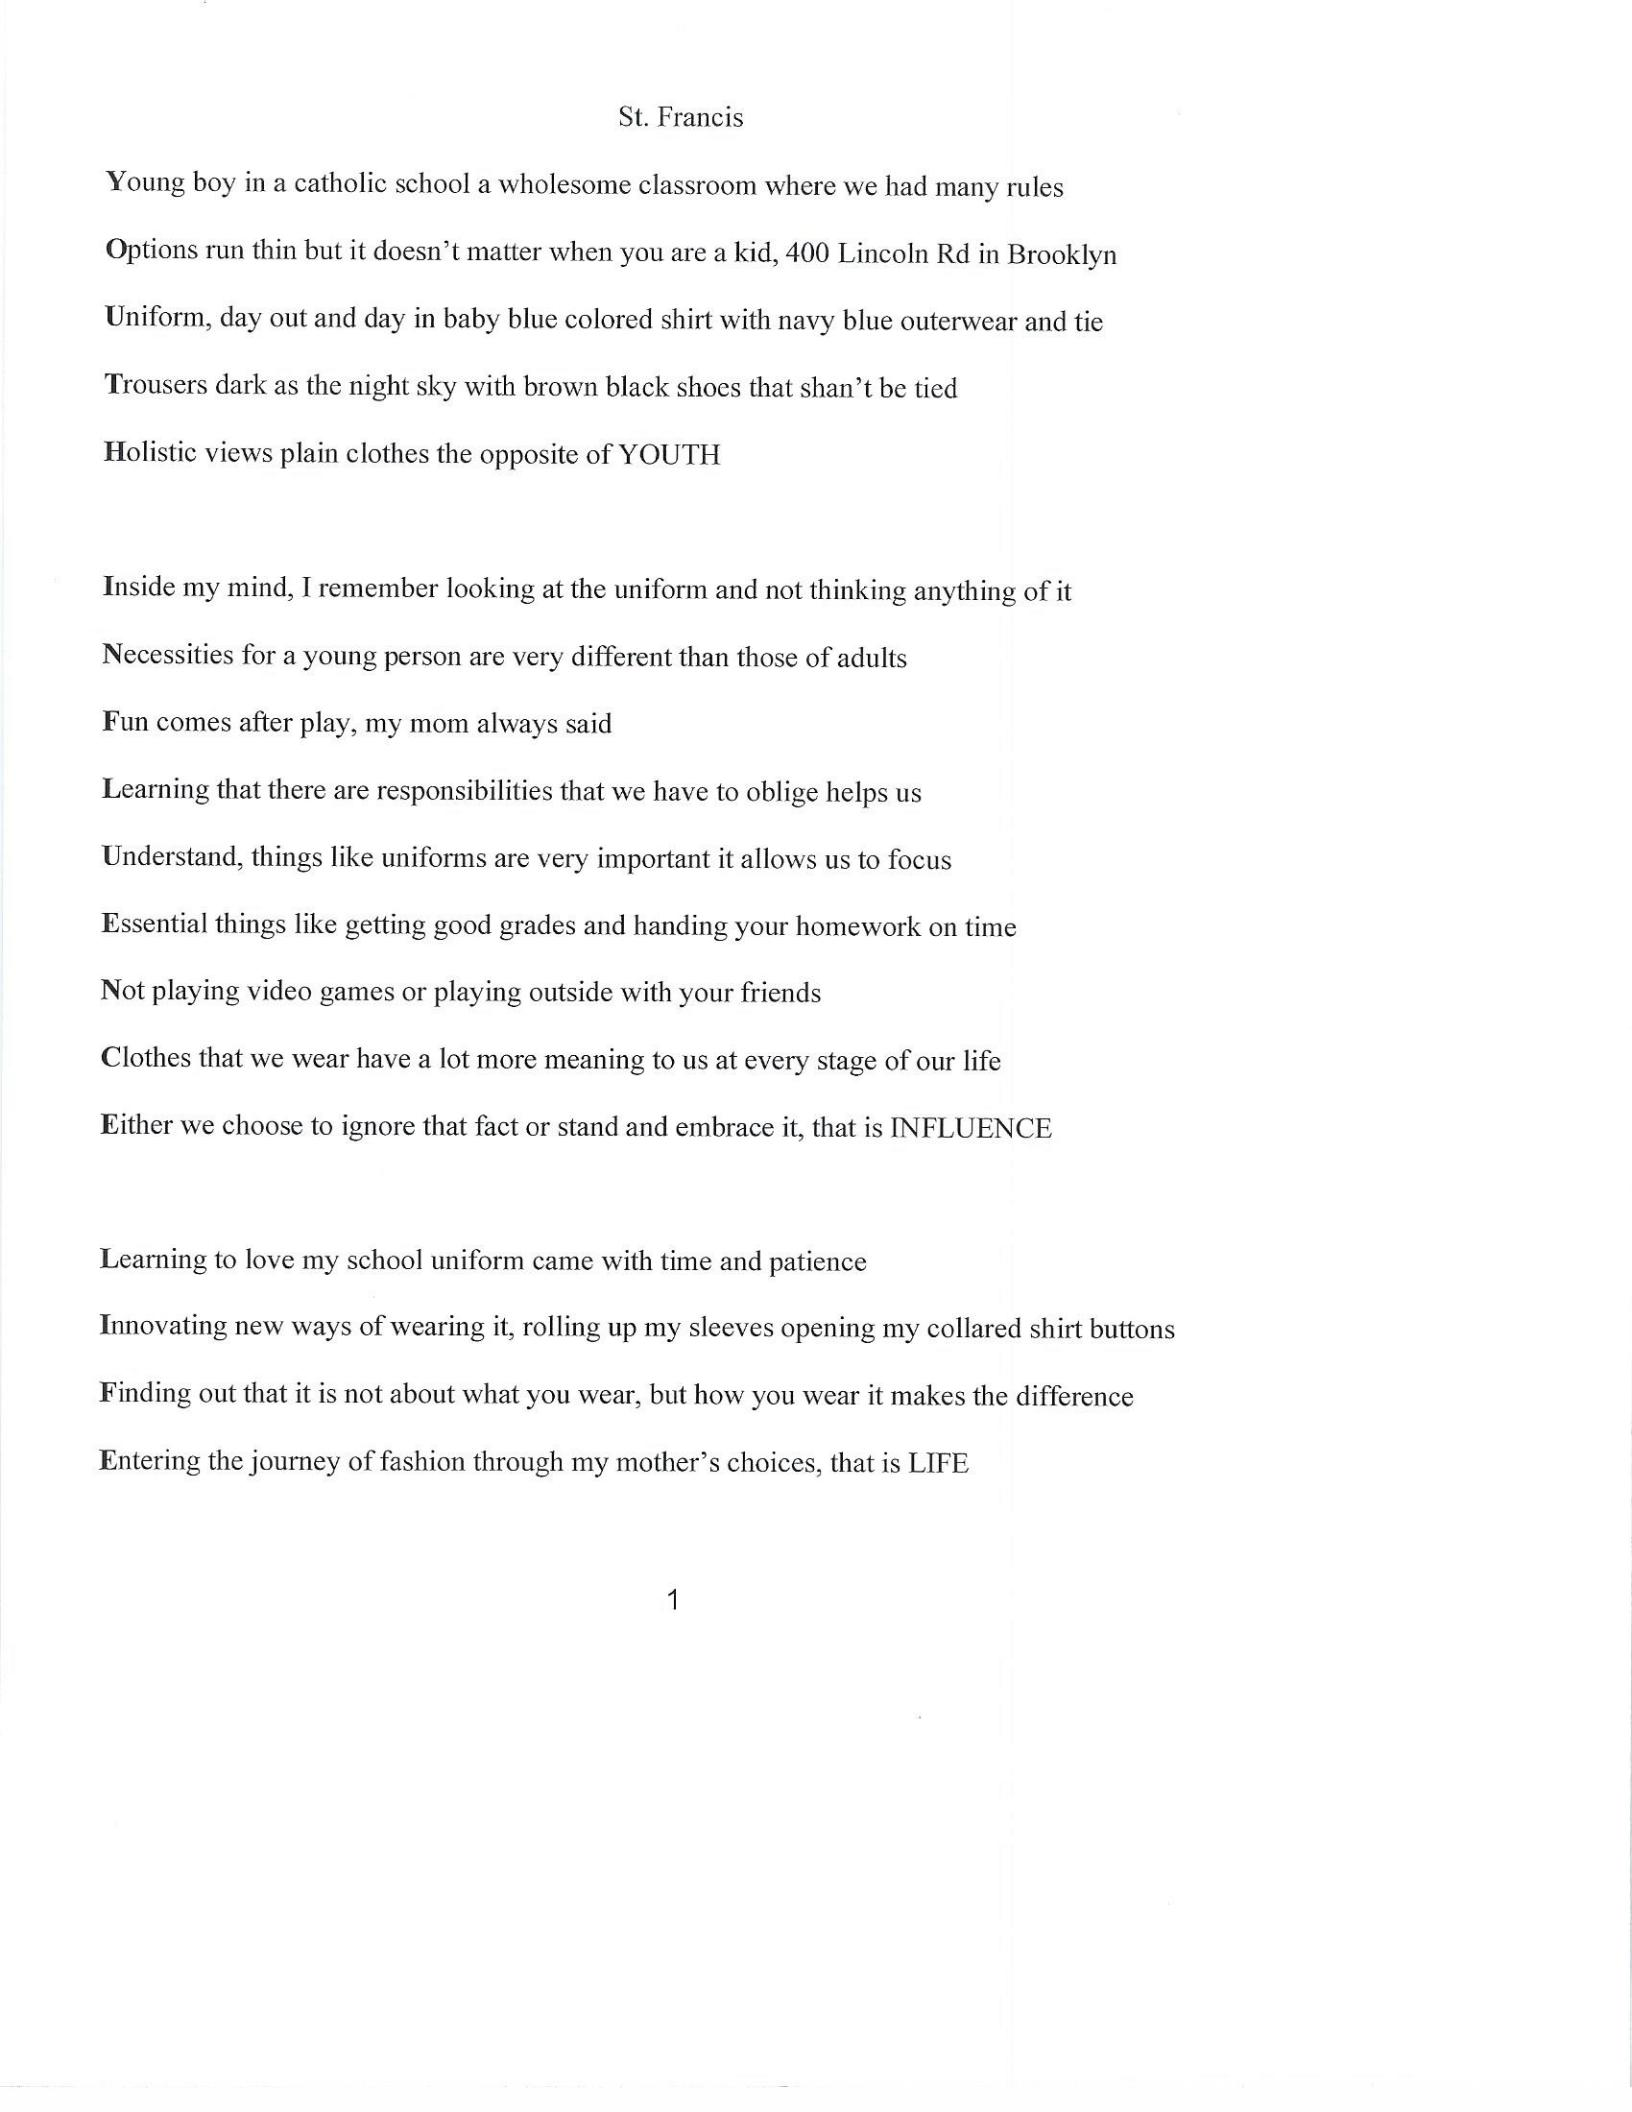 St. Francis
Young boy in a catholic school a wholesome classroom where we had many rules
Options run thin but it doesn't matter when you are a kid, 400 Lincoln Rd in Brooklyn
Uniform, day out and day in baby blue colored shirt with navy blue outerwear and tie
Trousers dark as the night sky with brown black shoes that shan't be tied
Holistic views plain clothes the opposite of YOUTH
Inside my mind, I remember looking at the uniform and not thinking anything of it
Necessities for a young person are very different than those of adults
Fun comes after play, my mom always said
Learning that there are responsibilities that we have to oblige helps us
Understand, things like uniforms are very important it allows us to focus
Essential things like getting good grades and handing your homework on time
Not playing video games or playing outside with your friends
Clothes that we wear have a lot more meaning to us at every stage of our life
Either we choose to ignore that fact or stand and embrace it, that is INFLUENCE
Learning to love my school uniform came with time and patience
Innovating new ways of wearing it, rolling up my sleeves opening my collared shirt buttons
Finding out that it is not about what you wear, but how you wear it makes the difference
Entering the journey of fashion through my mother's choices, that is LIFE
1